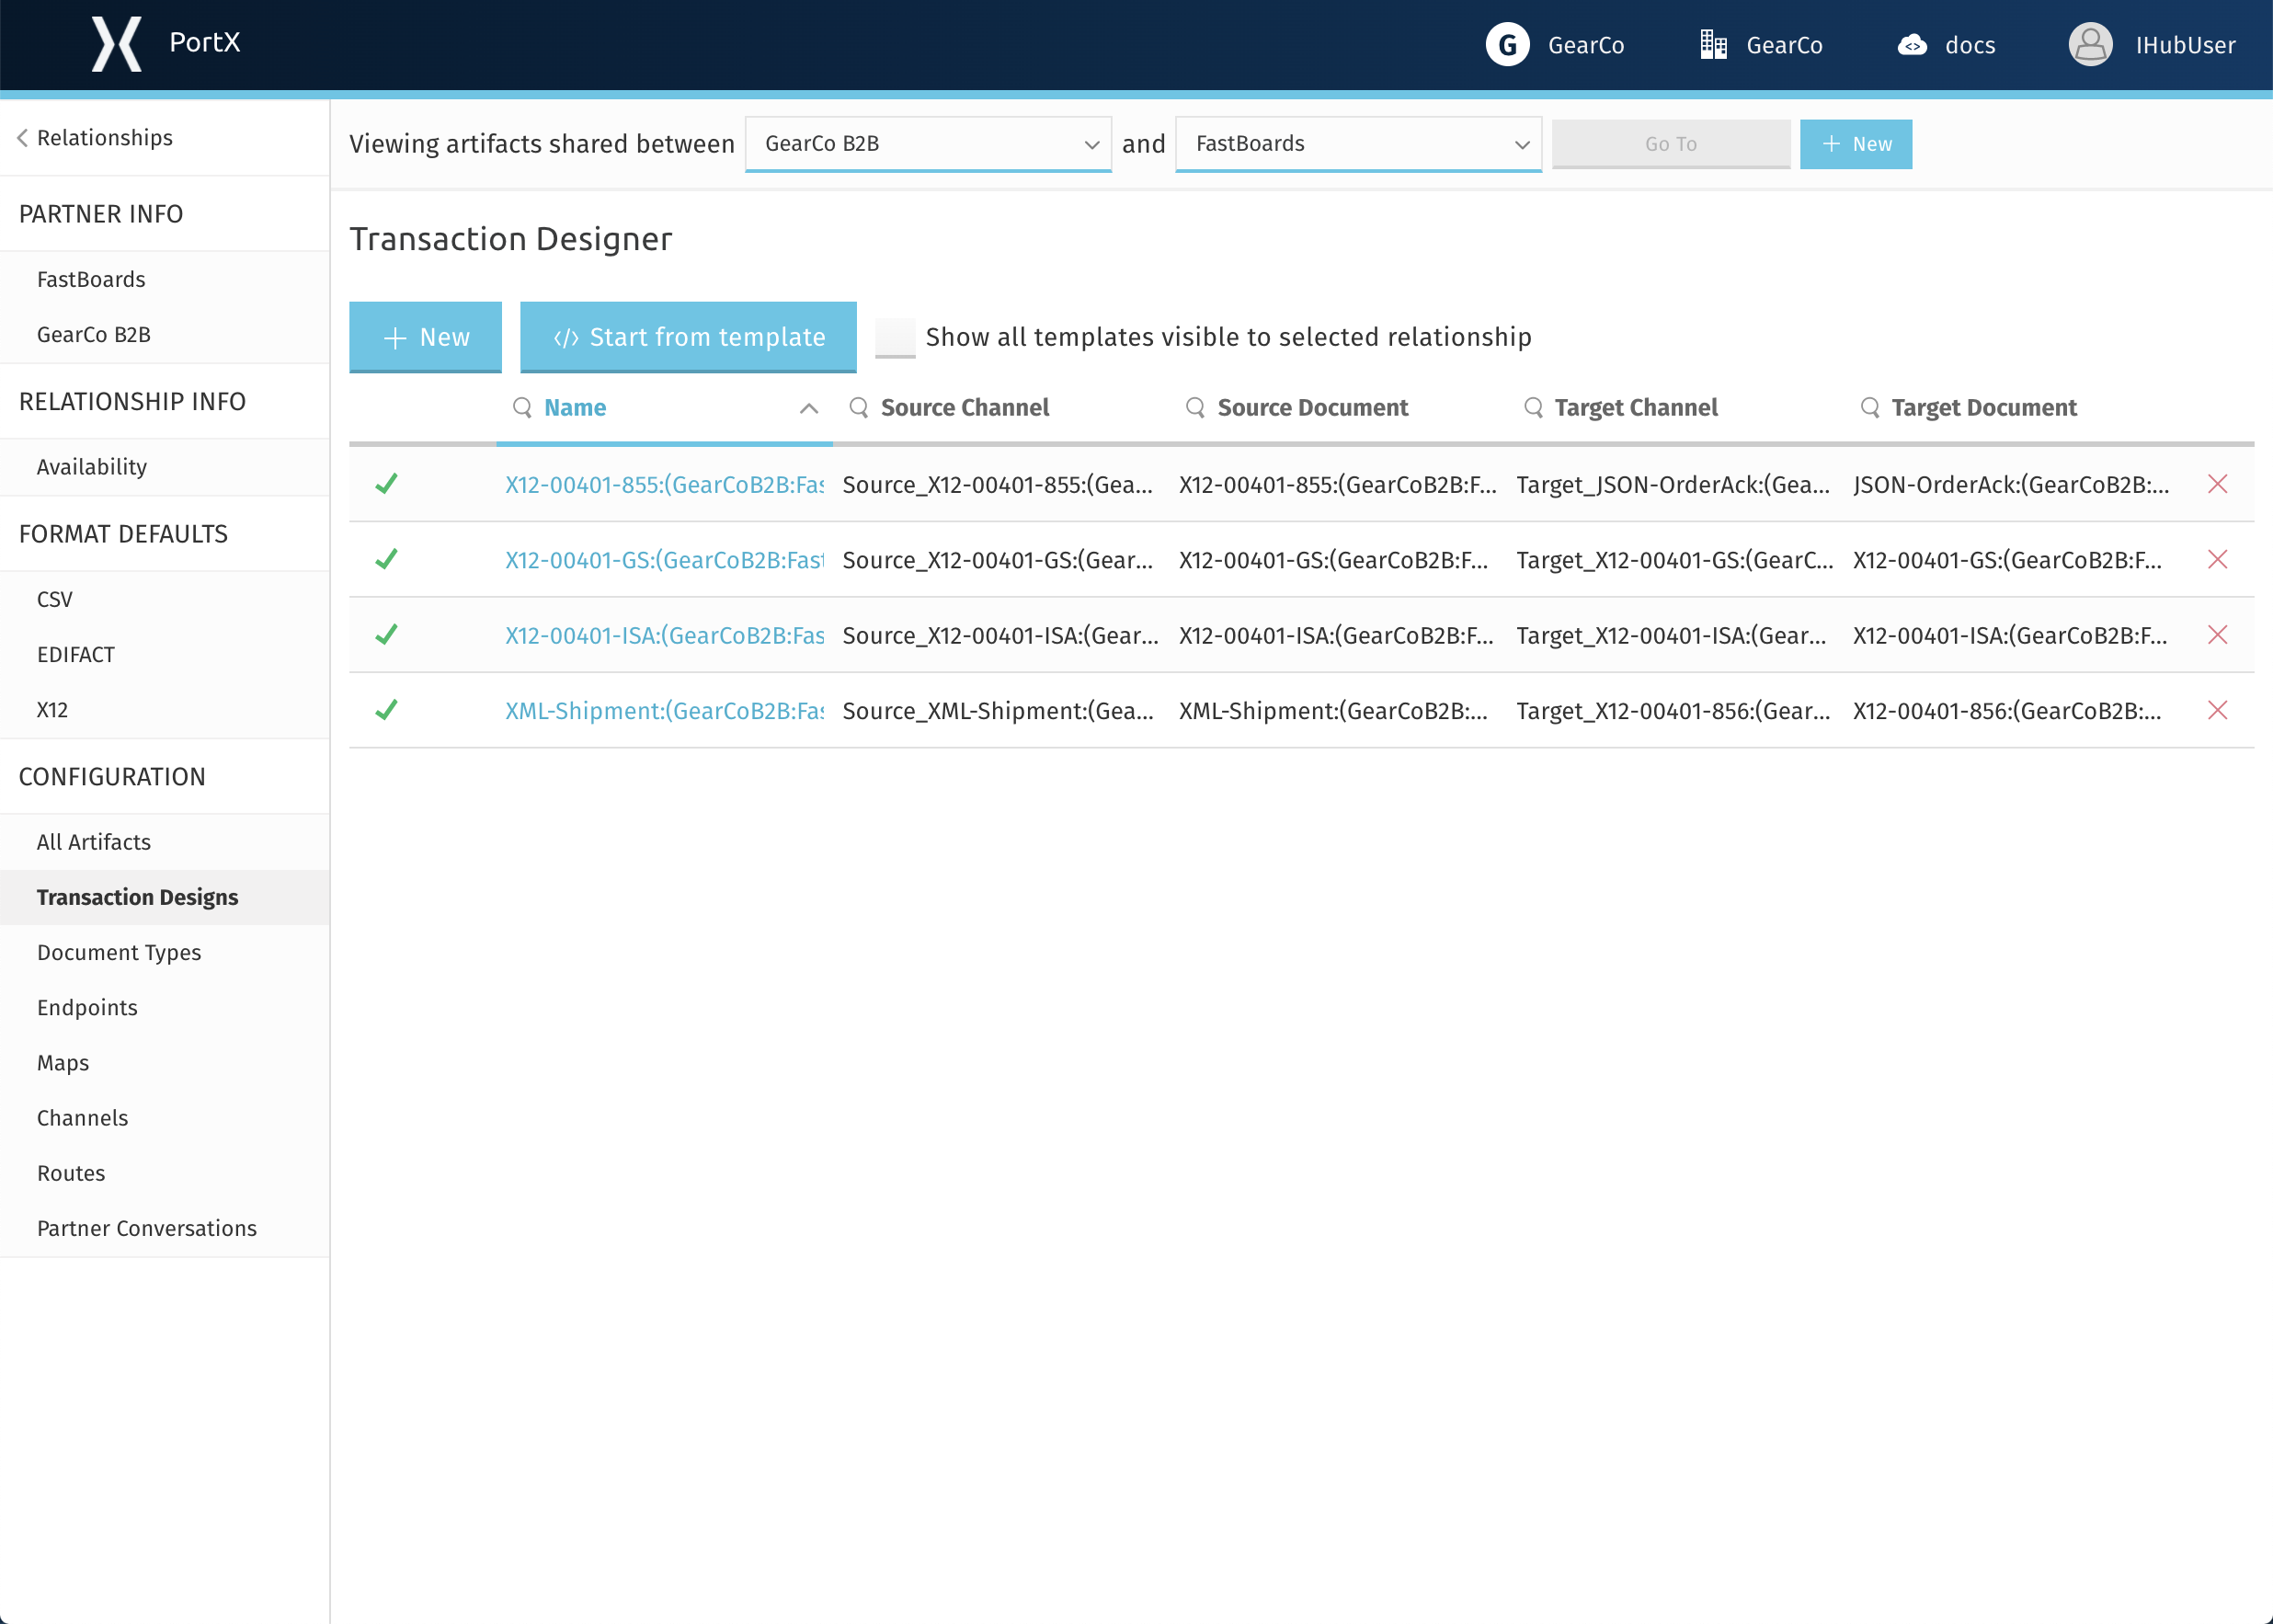 PortX
G GearCo
GearCo
docs
IHubUser
Relationships
PARTNER INFO
FastBoards
GearCo B2B
RELATIONSHIP INFO
Availability
FORMAT DEFAULTS
CSV
EDIFACT
X12
CONFIGURATION
All Artifacts
Transaction Designs
Document Types
Endpoints
Maps
Channels
Routes
Partner Conversations
Viewing artifacts shared between GearCo B2B and FastBoards Go To + New
Transaction Designer
+ New </> Start from template Show all templates visible to selected relationship
Name Source Channel Source Document Target Channel Target Document
X12-00401-855:(GearCoB2B:Fas Source_X12-00401-855:(Gea... X12-00401-855:(GearCoB2B:F... Target_JSON-OrderAck:(Gea... JSON-OrderAck:(GearCoB2B:...
X12-00401-GS:(GearCoB2B:Fast Source_X12-00401-GS:(Gear... X12-00401-GS:(GearCoB2B:F... Target_X12-00401-GS:(GearC... X12-00401-GS:(GearCoB2B:F...
X12-00401-ISA:(GearCoB2B:Fas Source_X12-00401-ISA:(Gear... X12-00401-ISA:(GearCoB2B:F... Target_X12-00401-ISA:(Gear... X12-00401-ISA:(GearCoB2B:F...
XML-Shipment:(GearCoB2B:Fas Source_XML-Shipment:(Gea... XML-Shipment:(GearCoB2B:... Target_X12-00401-856:(Gear... X12-00401-856:(GearCoB2B:...